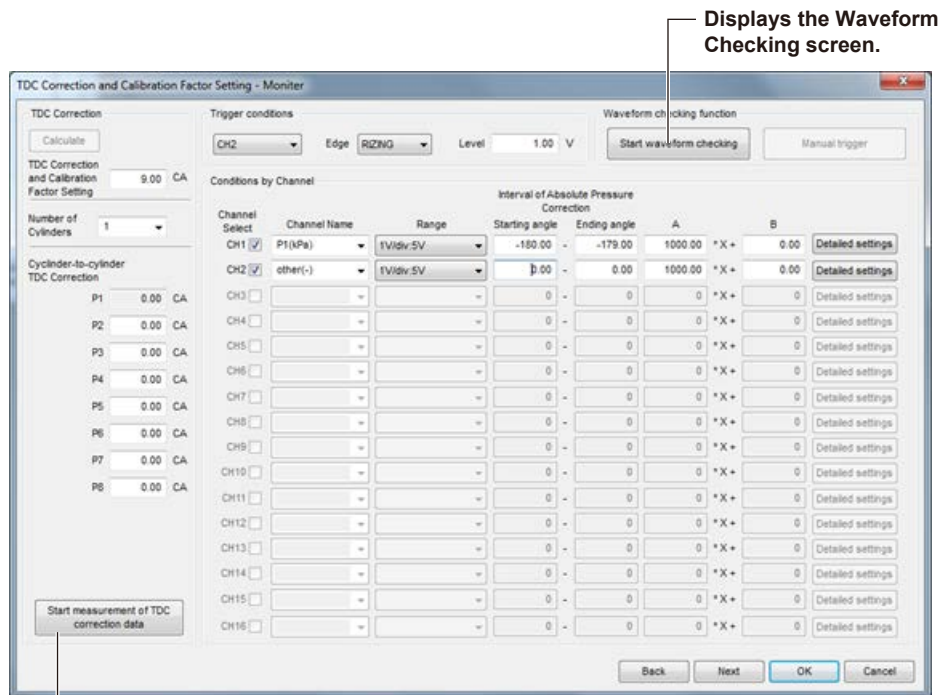 Displays the Waveform
Checking screen.
TDC Correction and Calibration Factor Setting - Moniter
TDC Correction
Calculate
TDC Correction
and Calibration
Factor Setting
9.00 CA
Number of
Cylinders
1
Cyclinder-to-cyclinder
TDC Correction
P1 0.00 CA
P2 0.00 CA
P3 0.00 CA
P4 0.00 CA
P5 0.00 CA
P6 0.00 CA
P7 0.00 CA
P8 0.00 CA
Start measurement of TDC
correction data
Trigger conditions
CH2 Edge RIZING Level 1.00 V
Waveform checking function
Start waveform checking Manual trigger
Conditions by Channel
Interval of Absolute Pressure
Correction
Channel
Select
Channel Name Range Starting angle Ending angle A B
CH1 P1(kPa) 1V/div:5V -180.00 - -179.00 1000.00 * X + 0.00 Detailed settings
CH2 other(-) 1V/div:5V 0.00 - 0.00 1000.00 * X + 0.00 Detailed settings
CH3 0 - 0 0 * X + 0 Detailed settings
CH4 0 - 0 0 * X + 0 Detailed settings
CH5 0 - 0 0 * X + 0 Detailed settings
CH6 0 - 0 0 * X + 0 Detailed settings
CH7 0 - 0 0 * X + 0 Detailed settings
CH8 0 - 0 0 * X + 0 Detailed settings
CH9 0 - 0 0 * X + 0 Detailed settings
CH10 0 - 0 0 * X + 0 Detailed settings
CH11 0 - 0 0 * X + 0 Detailed settings
CH12 0 - 0 0 * X + 0 Detailed settings
CH13 0 - 0 0 * X + 0 Detailed settings
CH14 0 - 0 0 * X + 0 Detailed settings
CH15 0 - 0 0 * X + 0 Detailed settings
CH16 0 - 0 0 * X + 0 Detailed settings
Back Next OK Cancel